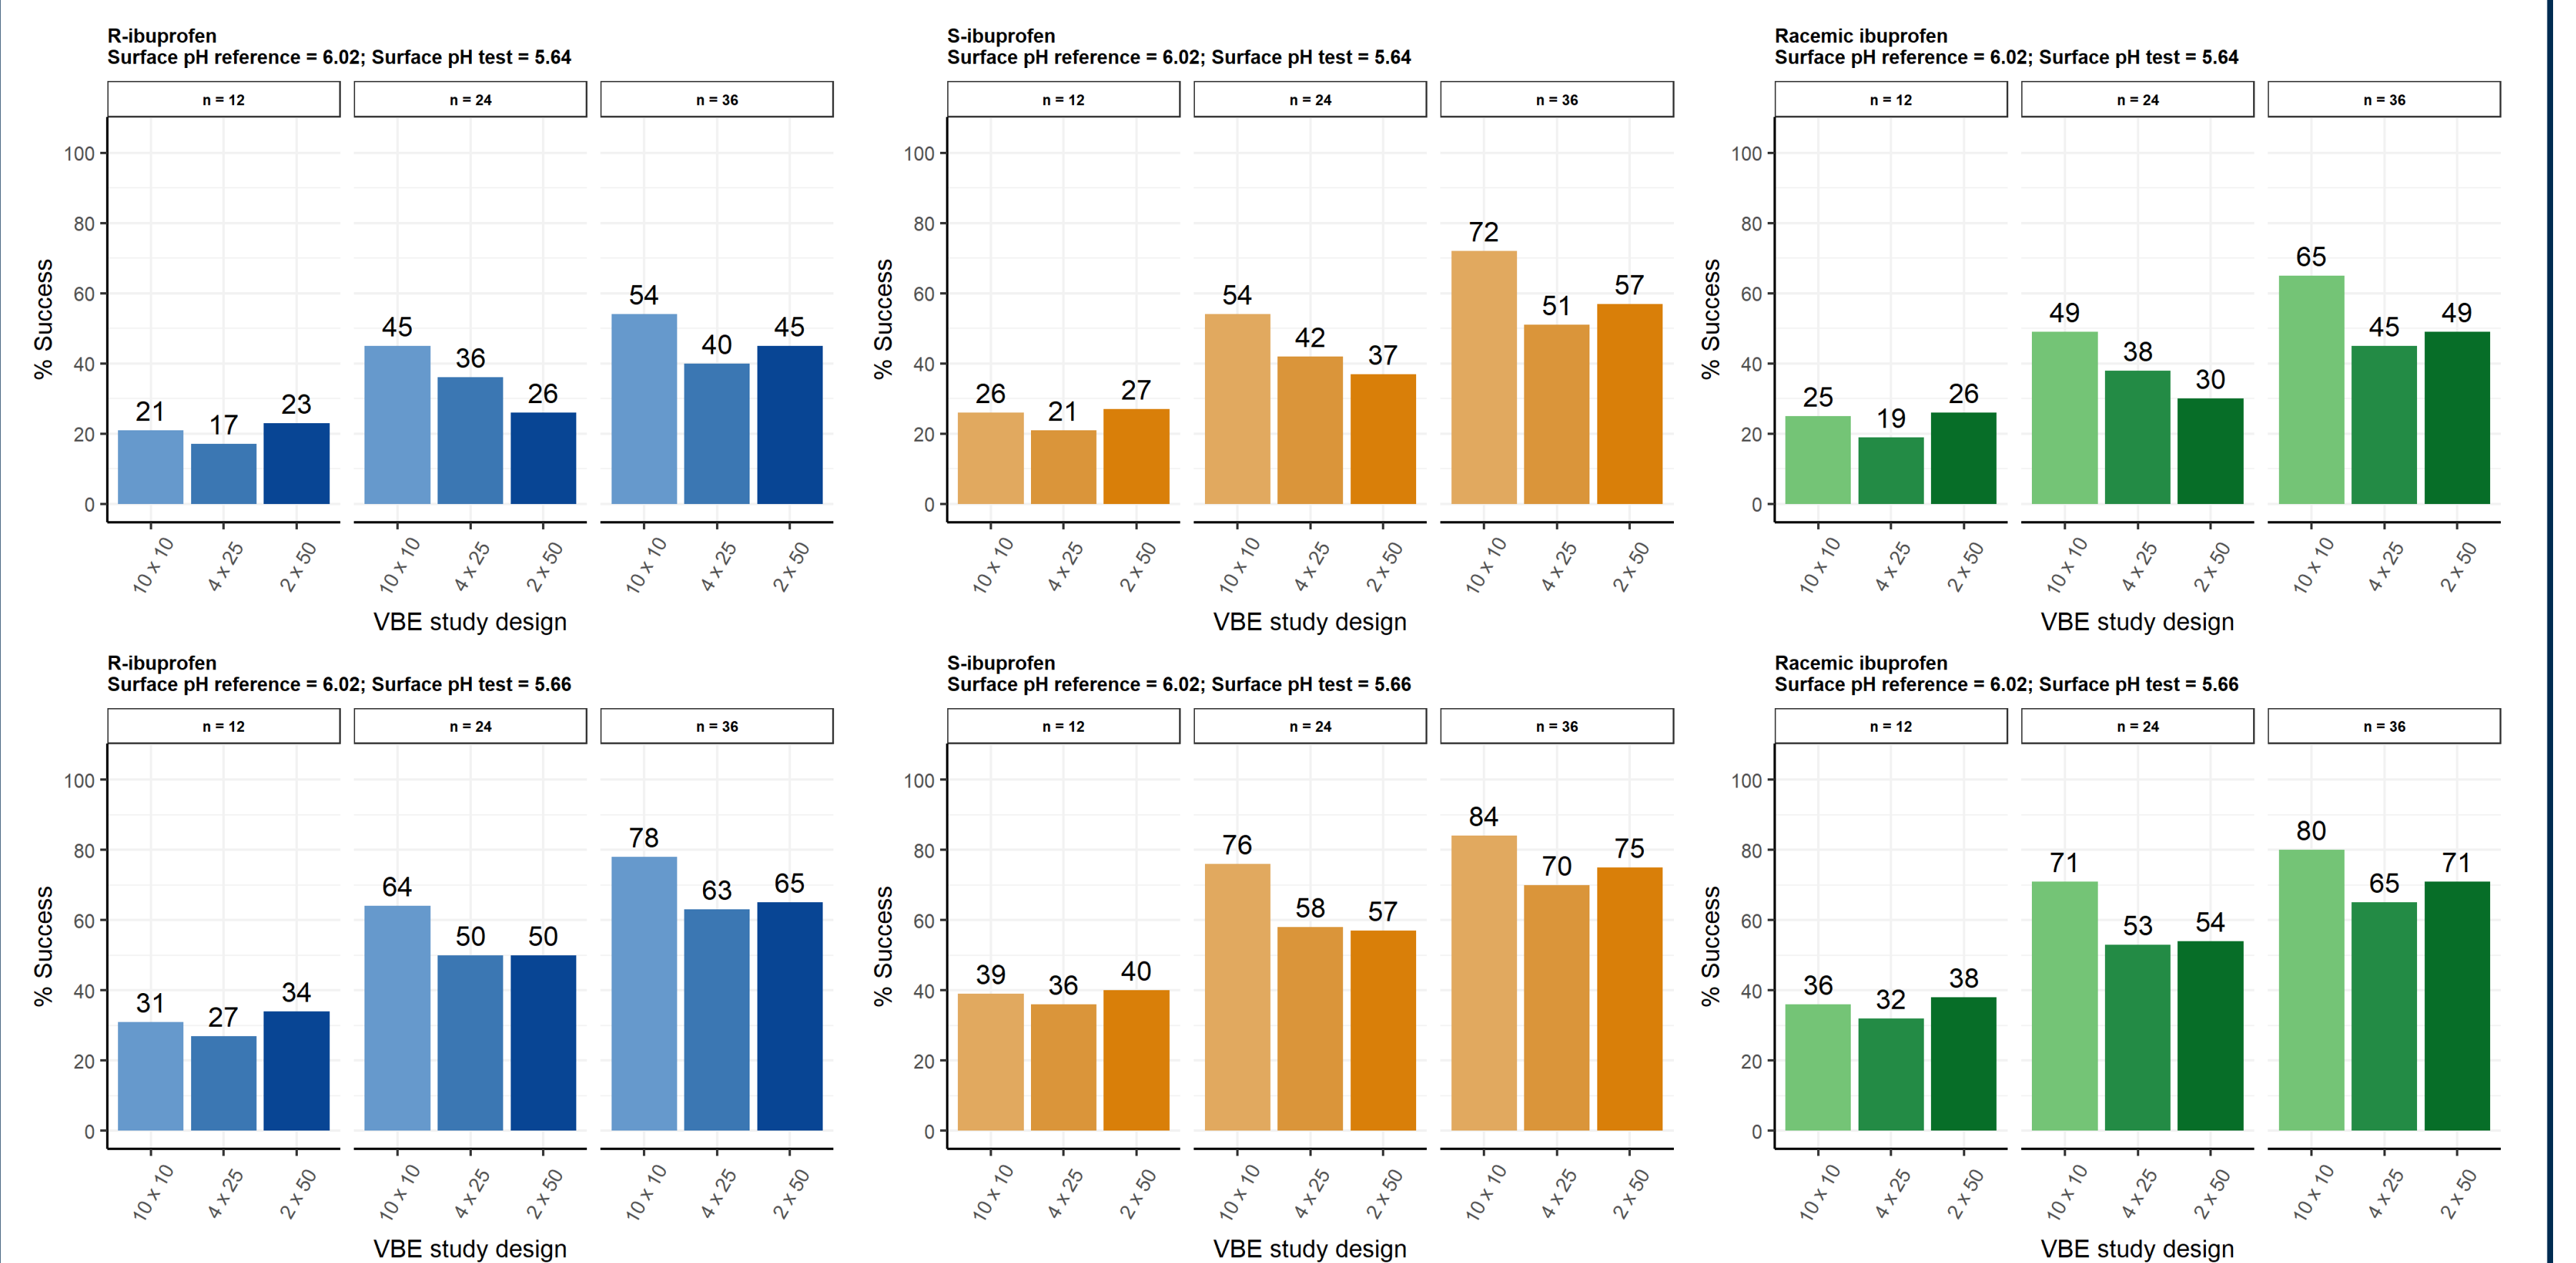 R-ibuprofen
Surface pH reference = 6.02; Surface pH test = 5.64
n = 12
n = 24
n = 36
% Success
100
80
60
40
20
0
21
17
23
45
36
26
54
40
45
10 x 10
4 x 25
2 x 50
10 x 10
4 x 25
2 x 50
10 x 10
4 x 25
2 x 50
VBE study design
S-ibuprofen
Surface pH reference = 6.02; Surface pH test = 5.64
n = 12
n = 24
n = 36
% Success
100
80
60
40
20
0
26
21
27
54
42
37
72
51
57
10 x 10
4 x 25
2 x 50
10 x 10
4 x 25
2 x 50
10 x 10
4 x 25
2 x 50
VBE study design
Racemic ibuprofen
Surface pH reference = 6.02; Surface pH test = 5.64
n = 12
n = 24
n = 36
% Success
100
80
60
40
20
0
25
19
26
49
38
30
65
45
49
10 x 10
4 x 25
2 x 50
10 x 10
4 x 25
2 x 50
10 x 10
4 x 25
2 x 50
VBE study design
R-ibuprofen
Surface pH reference = 6.02; Surface pH test = 5.66
n = 12
n = 24
n = 36
% Success
100
80
60
40
20
0
31
27
34
64
50
50
78
63
65
10 x 10
4 x 25
2 x 50
10 x 10
4 x 25
2 x 50
10 x 10
4 x 25
2 x 50
VBE study design
S-ibuprofen
Surface pH reference = 6.02; Surface pH test = 5.66
n = 12
n = 24
n = 36
% Success
100
80
60
40
20
0
39
36
40
76
58
57
84
70
75
10 x 10
4 x 25
2 x 50
10 x 10
4 x 25
2 x 50
10 x 10
4 x 25
2 x 50
VBE study design
Racemic ibuprofen
Surface pH reference = 6.02; Surface pH test = 5.66
n = 12
n = 24
n = 36
% Success
100
80
60
40
20
0
36
32
38
71
53
54
80
65
71
10 x 10
4 x 25
2 x 50
10 x 10
4 x 25
2 x 50
10 x 10
4 x 25
2 x 50
VBE study design